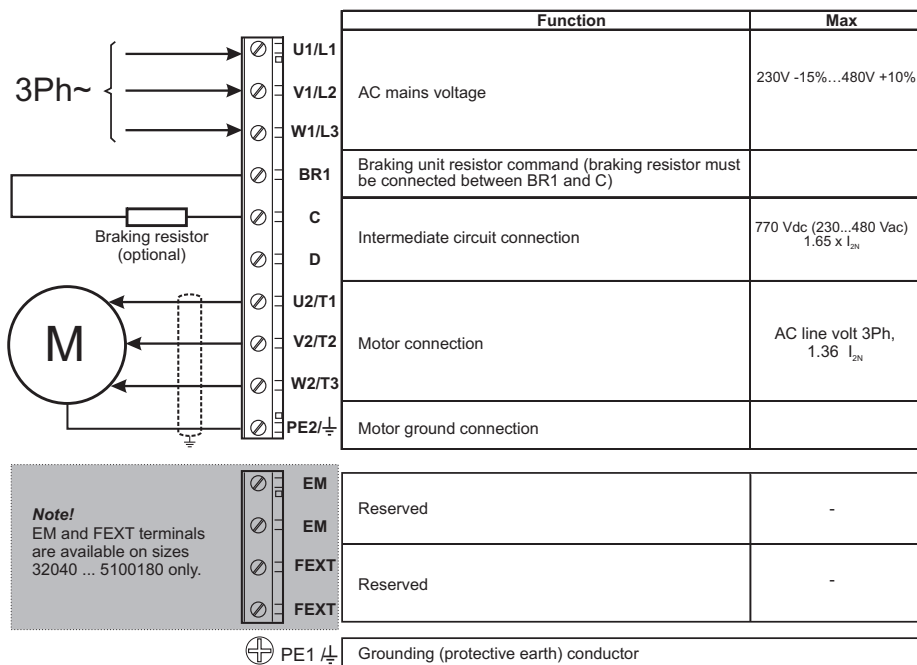 Function Max
3Ph~
U1/L1
V1/L2
W1/L3
AC mains voltage
230V -15%...480V +10%
BR1
Braking unit resistor command (braking resistor must
be connected between BR1 and C)
C
D
Braking resistor
(optional)
Intermediate circuit connection
770 Vdc (230...480 Vac)
1.65 x I2N
M
U2/T1
V2/T2
W2/T3
Motor connection
AC line volt 3Ph,
1.36 I2N
PE2/⏚
Motor ground connection
Note!
EM and FEXT terminals
are available on sizes
32040 ... 5100180 only.
EM
EM
Reserved -
FEXT
FEXT
Reserved -
PE1 /⏚ Grounding (protective earth) conductor